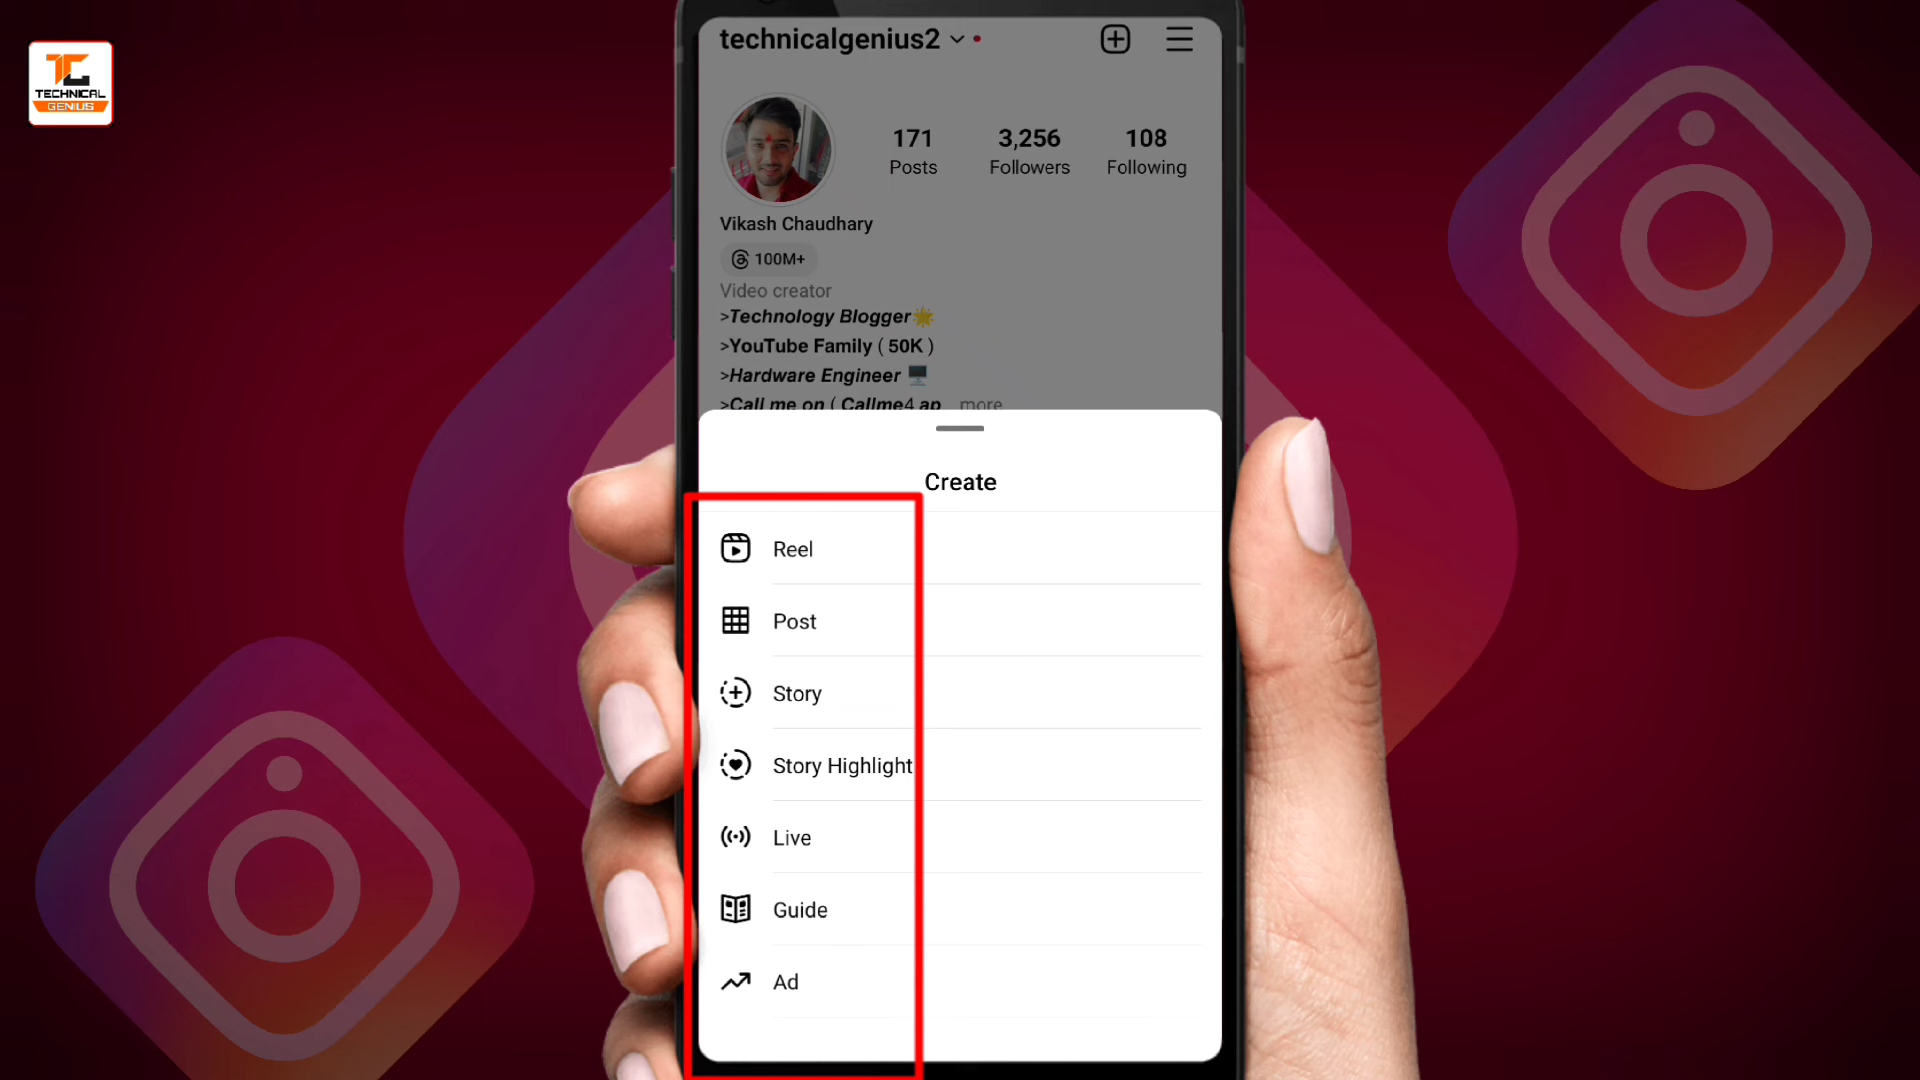 TC
TECHNICAL
GENIUS
technicalgenius2
171 3,256 108
Posts Followers Following
Vikash Chaudhary
100M+
Video creator
>Technology Blogger🌟
>YouTube Family ( 50K )
>Hardware Engineer 🖥️
>Call me on ( Callme4 ap... more
Create
Reel
Post
Story
Story Highlight
Live
Guide
Ad